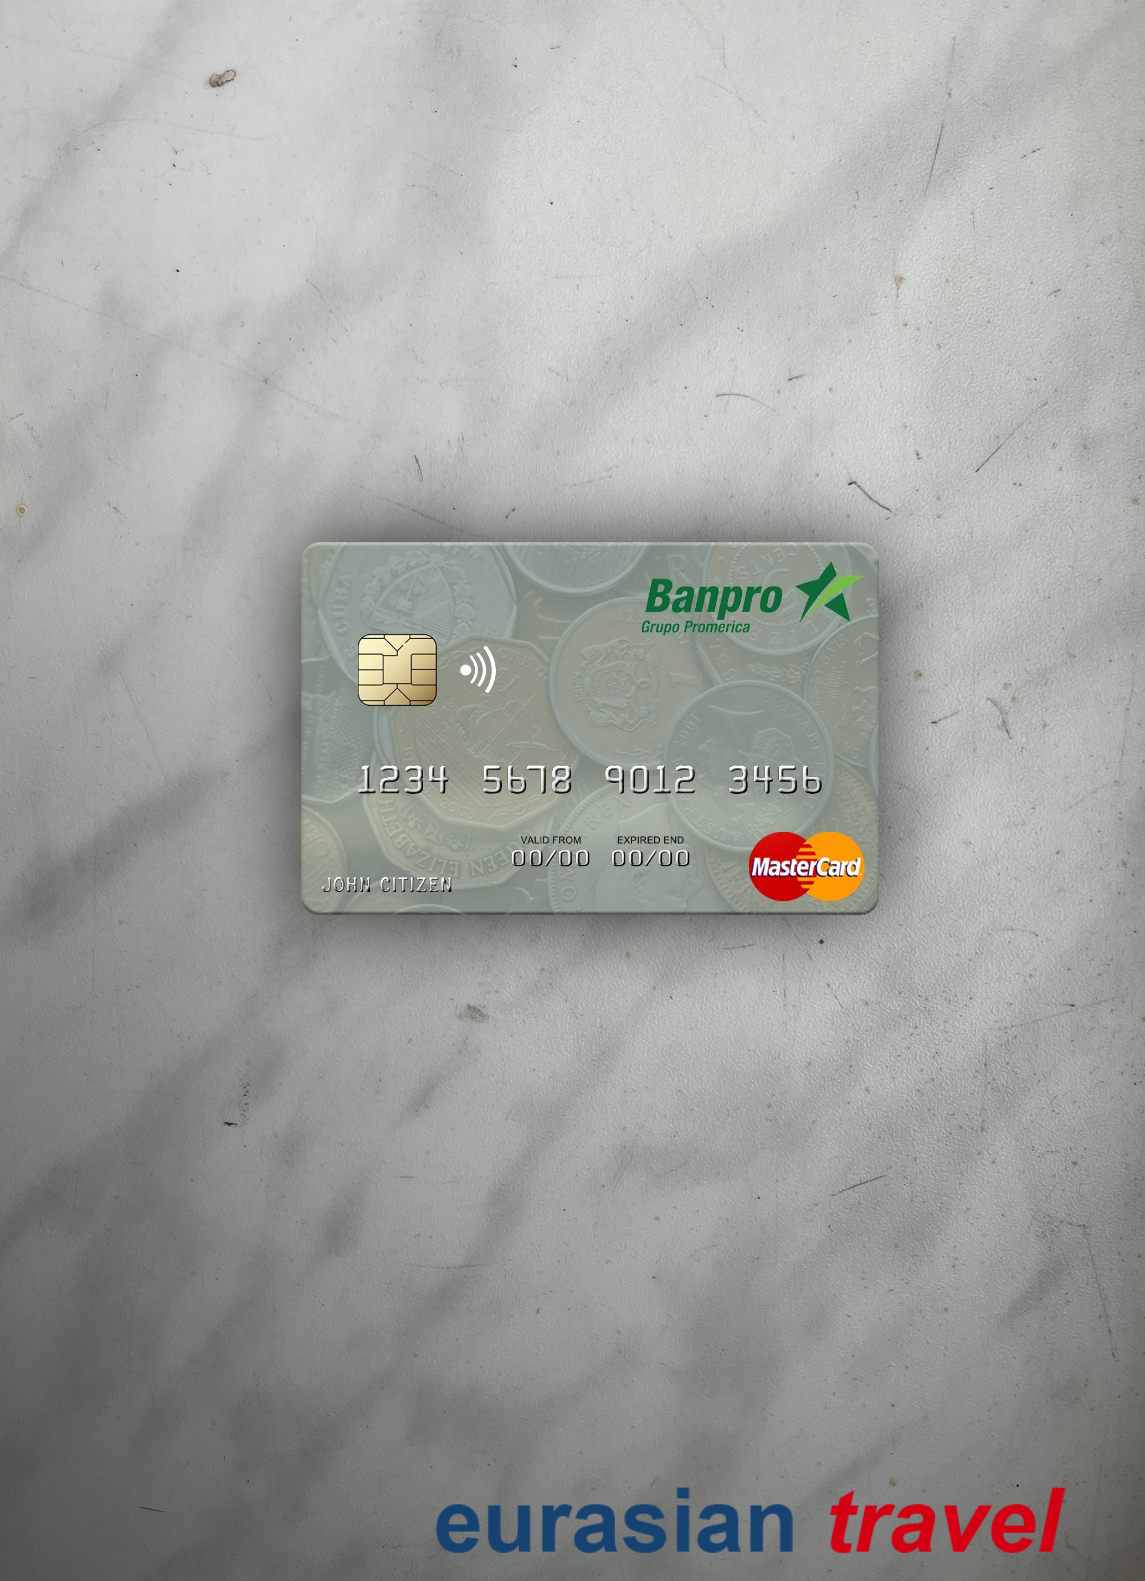 Banpro
Grupo Promerica
1234 5678 9012 3456
VALID FROM EXPIRED END
00/00 00/00
JOHN CITIZEN
MasterCard
eurasian travel